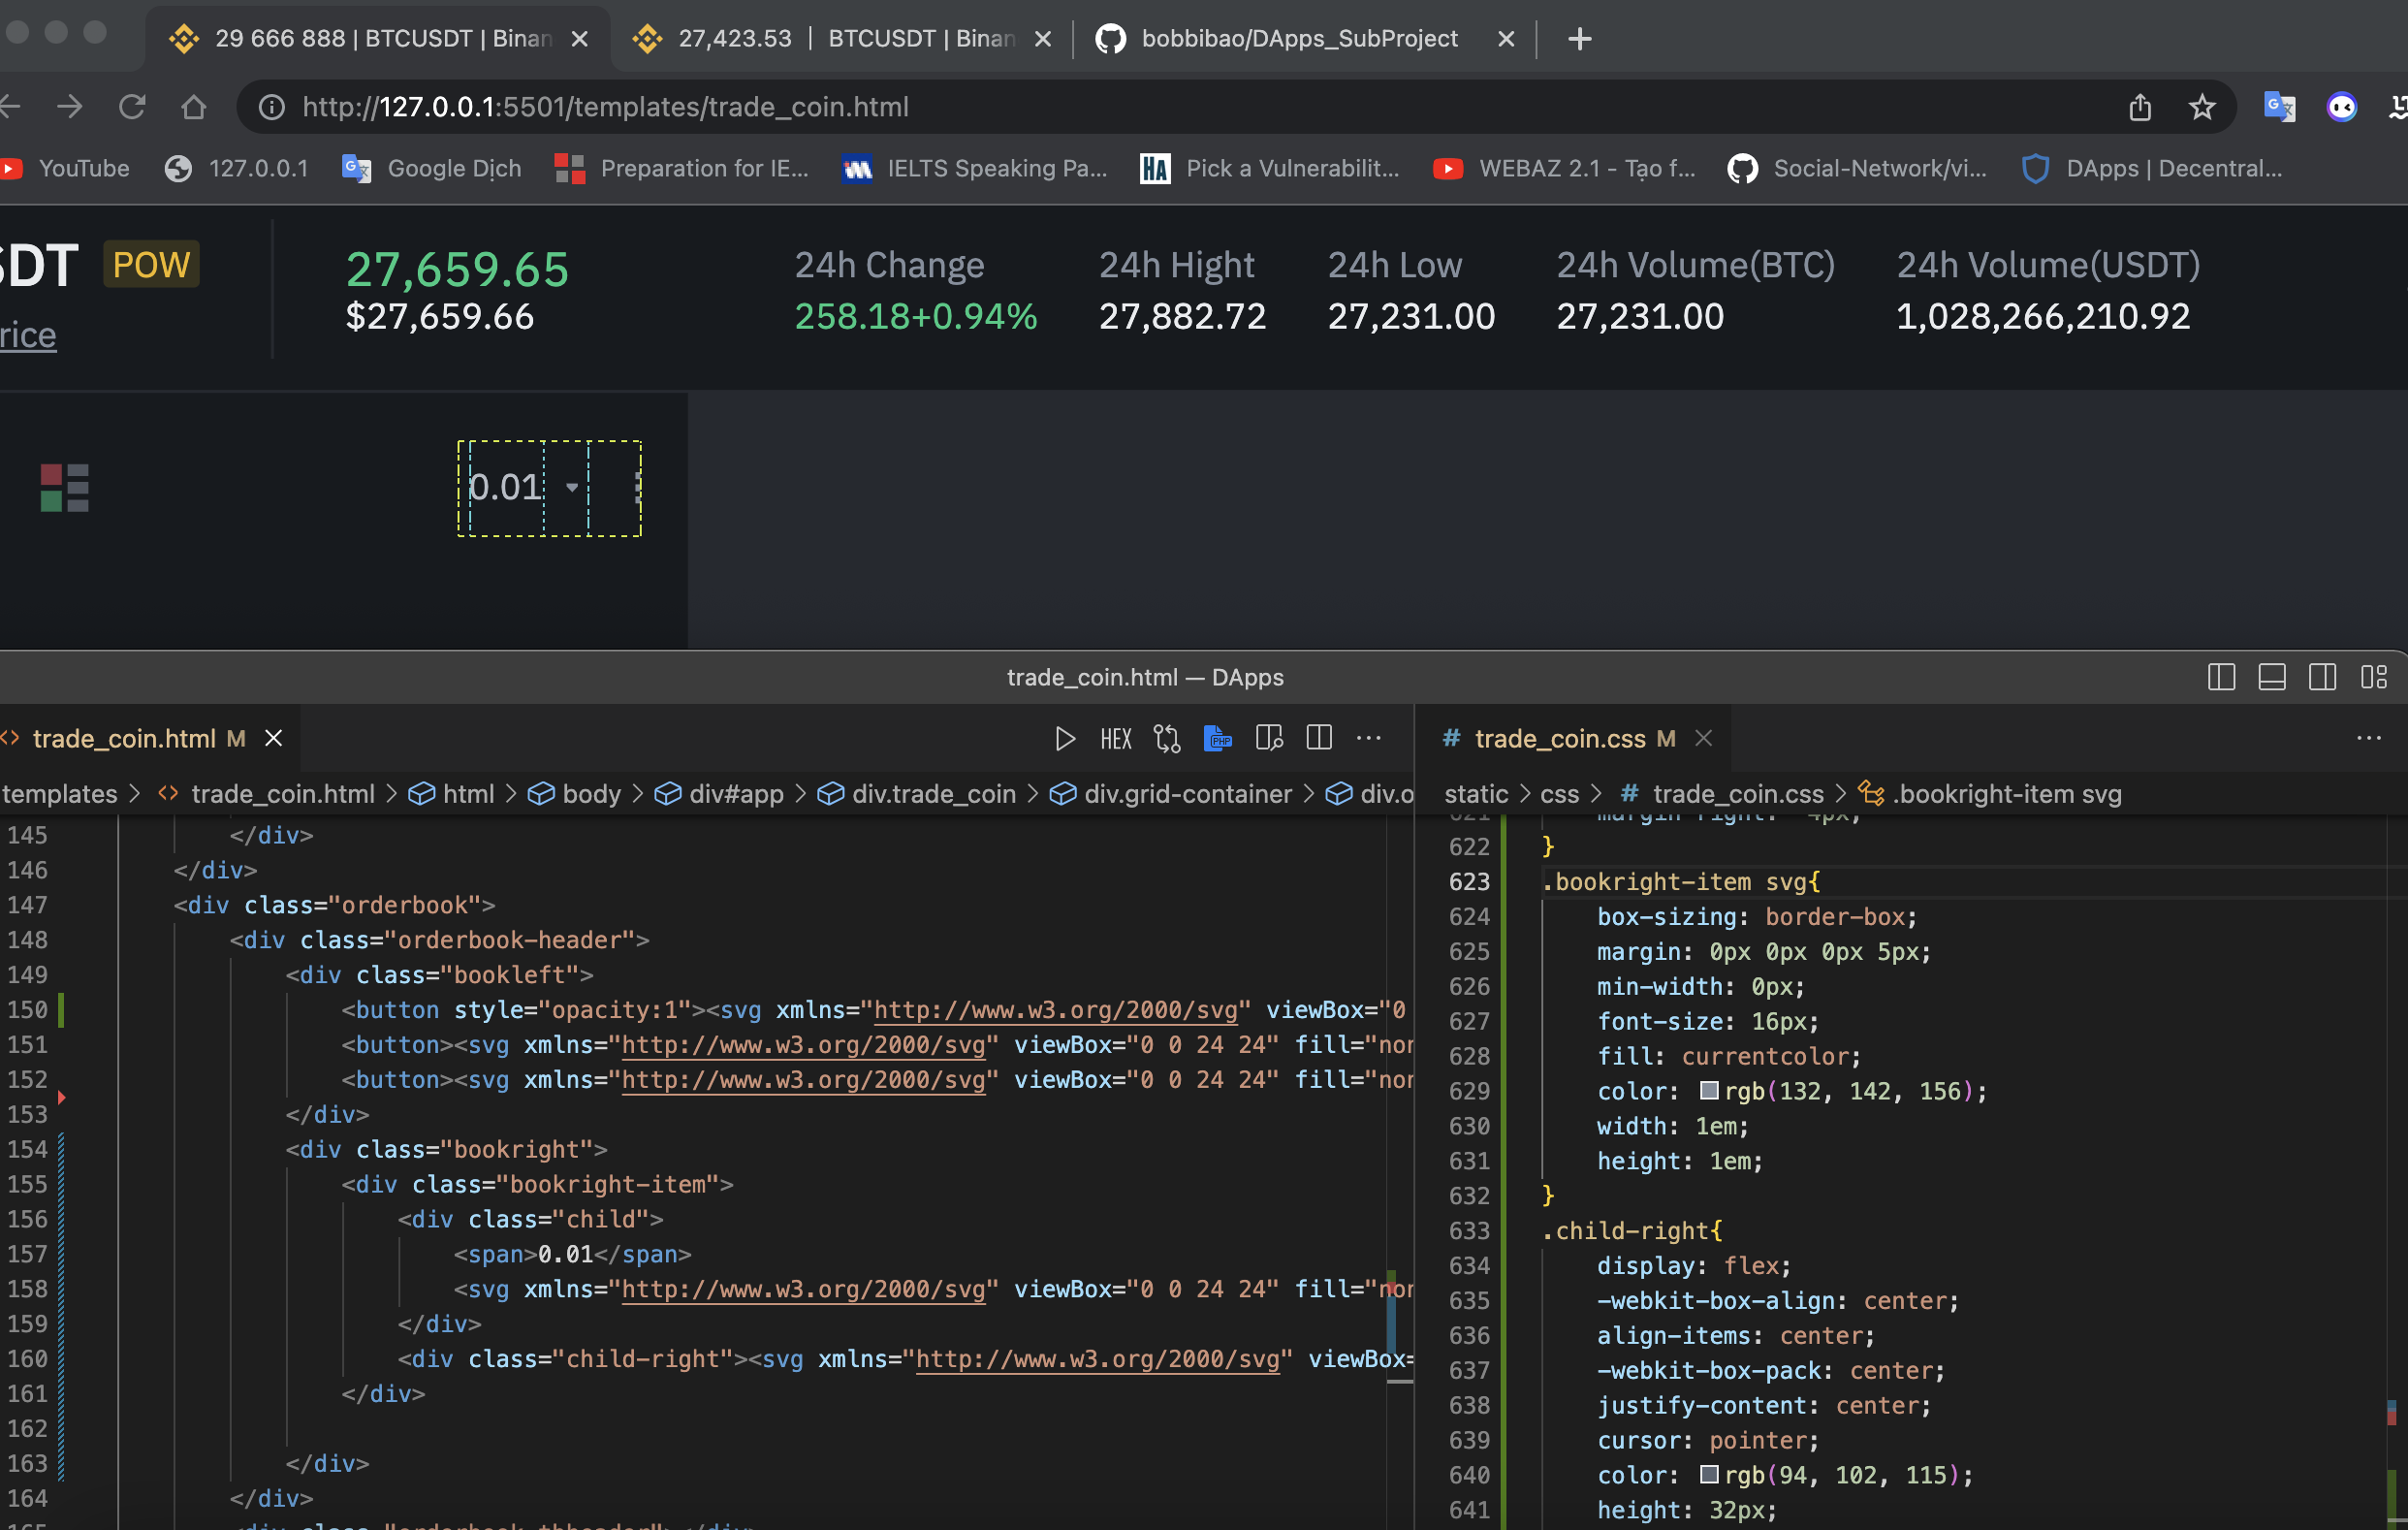 29 666 888 | BTCUSDT | Binan
27,423.53 | BTCUSDT | Binan
bobbibao/DApps_SubProject
http://127.0.0.1:5501/templates/trade_coin.html
YouTube
127.0.0.1
Google Dịch
Preparation for IE...
IELTS Speaking Pa...
Pick a Vulnerabilit...
WEBAZ 2.1 - Tạo f...
Social-Network/vi...
DApps | Decentral...
SDT POW
rice
27,659.65
$27,659.66
24h Change
258.18+0.94%
24h Hight
27,882.72
24h Low
27,231.00
24h Volume(BTC)
27,231.00
24h Volume(USDT)
1,028,266,210.92
0.01
trade_coin.html — DApps
trade_coin.html M
HEX
PHP
templates > trade_coin.html > html > body > div#app > div.trade_coin > div.grid-container > div.o
145 </div>
146 </div>
147 <div class="orderbook">
148 <div class="orderbook-header">
149 <div class="bookleft">
150 <button style="opacity:1"><svg xmlns="http://www.w3.org/2000/svg" viewBox="0
151 <button><svg xmlns="http://www.w3.org/2000/svg" viewBox="0 0 24 24" fill="nor
152 <button><svg xmlns="http://www.w3.org/2000/svg" viewBox="0 0 24 24" fill="nor
153 </div>
154 <div class="bookright">
155 <div class="bookright-item">
156 <div class="child">
157 <span>0.01</span>
158 <svg xmlns="http://www.w3.org/2000/svg" viewBox="0 0 24 24" fill="nor
159 </div>
160 <div class="child-right"><svg xmlns="http://www.w3.org/2000/svg" viewBox=
161 </div>
162
163 </div>
164 </div>
# trade_coin.css M
static > css > # trade_coin.css > .bookright-item svg
621 margin-right: 4px;
622 }
623 .bookright-item svg{
624 box-sizing: border-box;
625 margin: 0px 0px 0px 5px;
626 min-width: 0px;
627 font-size: 16px;
628 fill: currentcolor;
629 color: rgb(132, 142, 156);
630 width: 1em;
631 height: 1em;
632 }
633 .child-right{
634 display: flex;
635 -webkit-box-align: center;
636 align-items: center;
637 -webkit-box-pack: center;
638 justify-content: center;
639 cursor: pointer;
640 color: rgb(94, 102, 115);
641 height: 32px;